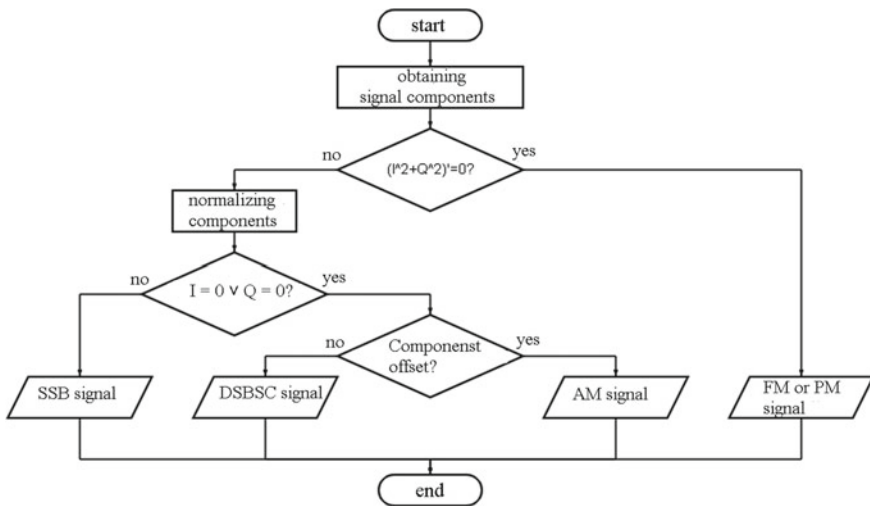 start
obtaining
signal components
no
(I^2+Q^2)'=0?
yes
normalizing
components
no
I = 0 ∨ Q = 0?
yes
no
Componenst
offset?
yes
SSB signal
DSBSC signal
AM signal
FM or PM
signal
end